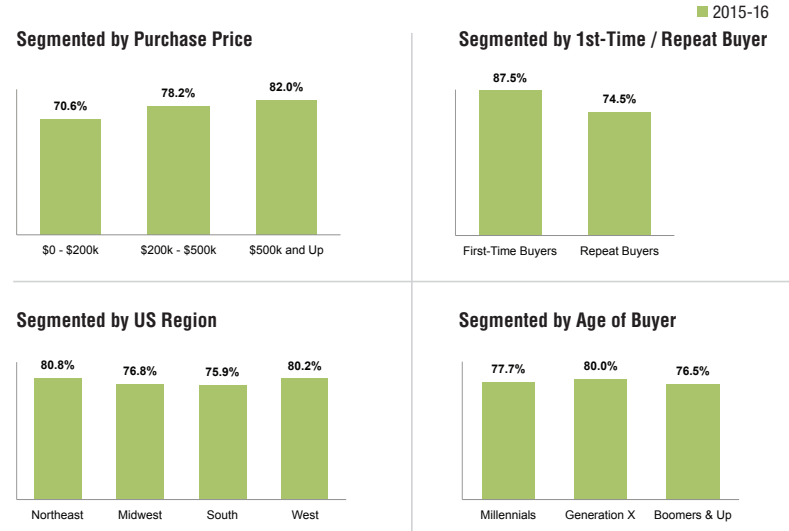 2015-16
Segmented by Purchase Price
70.6%
78.2%
82.0%
$0 - $200k
$200k - $500k
$500k and Up
Segmented by 1st-Time / Repeat Buyer
87.5%
74.5%
First-Time Buyers
Repeat Buyers
Segmented by US Region
80.8%
76.8%
75.9%
80.2%
Northeast
Midwest
South
West
Segmented by Age of Buyer
77.7%
80.0%
76.5%
Millennials
Generation X
Boomers & Up